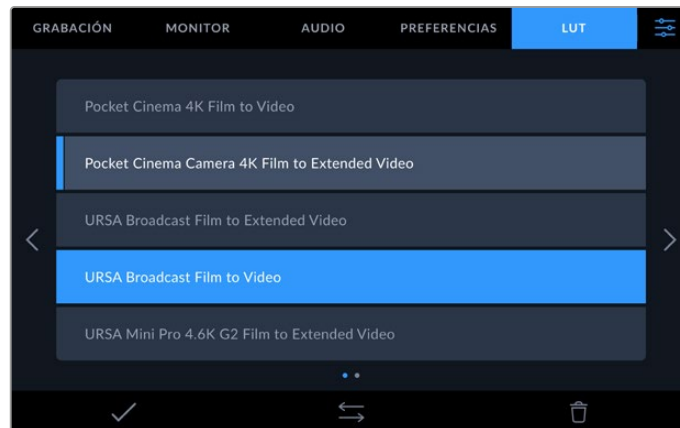 GRABACIÓN MONITOR AUDIO PREFERENCIAS LUT
Pocket Cinema 4K Film to Video
Pocket Cinema Camera 4K Film to Extended Video
URSA Broadcast Film to Extended Video
URSA Broadcast Film to Video
URSA Mini Pro 4.6K G2 Film to Extended Video